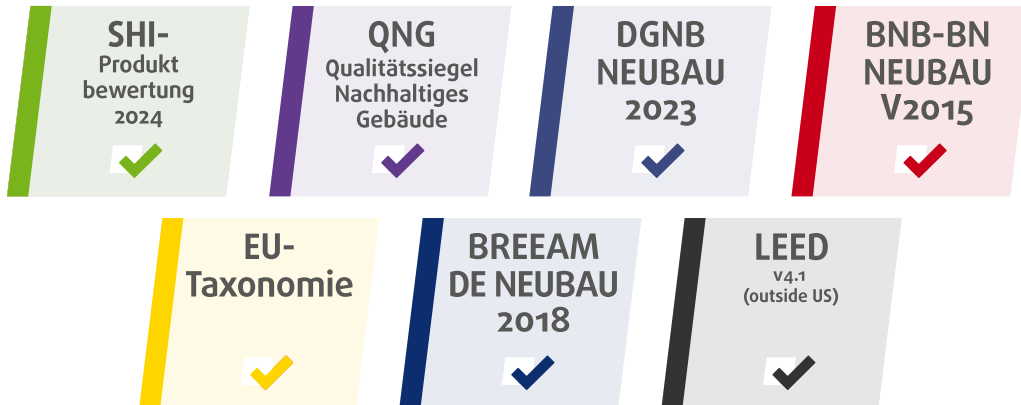 SHI-
Produkt
bewertung
2024
QNG
Qualitätssiegel
Nachhaltiges
Gebäude
DGNB
NEUBAU
2023
BNB-BN
NEUBAU
V2015
EU-
Taxonomie
BREEAM
DE NEUBAU
2018
LEED
v4.1
(outside US)